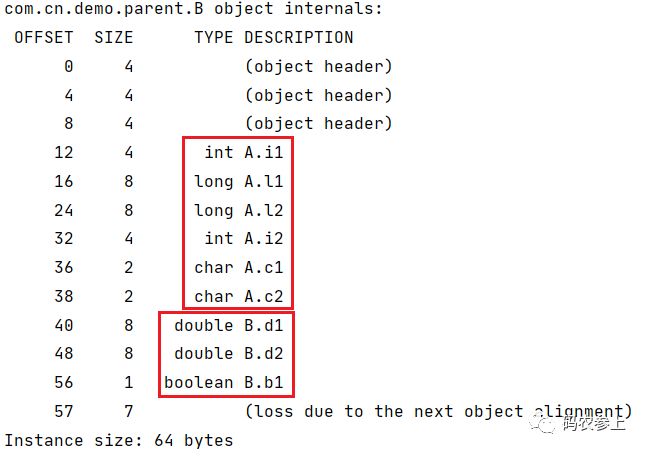 com.cn.demo.parent.B object internals:
OFFSET SIZE TYPE DESCRIPTION
0 4 (object header)
4 4 (object header)
8 4 (object header)
12 4 int A.i1
16 8 long A.l1
24 8 long A.l2
32 4 int A.i2
36 2 char A.c1
38 2 char A.c2
40 8 double B.d1
48 8 double B.d2
56 1 boolean B.b1
57 7 (loss due to the next object alignment)
码农参上
Instance size: 64 bytes